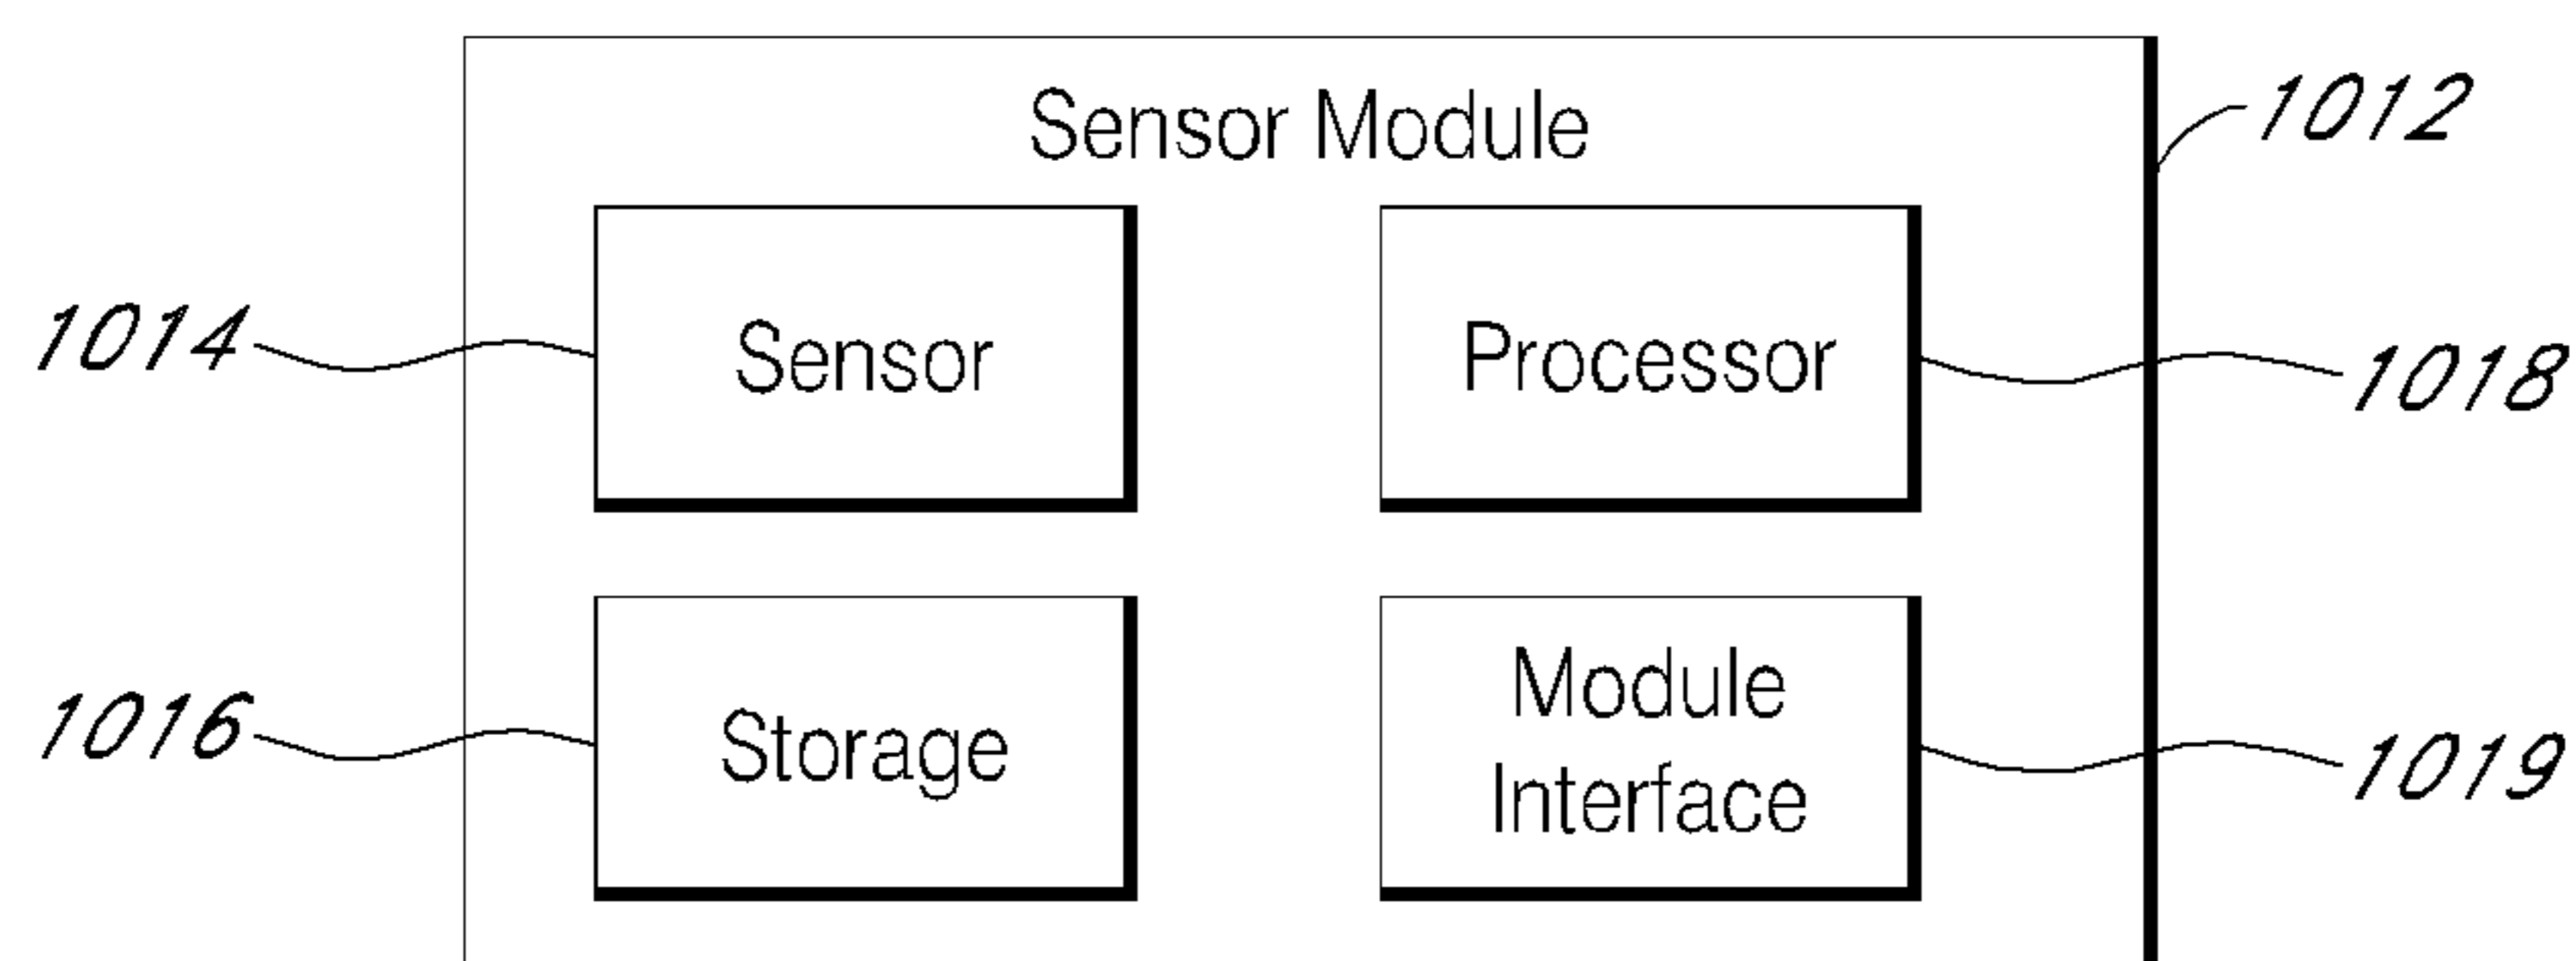 Sensor Module
1012
1014
Sensor
Processor
1018
1016
Storage
Module
Interface
1019